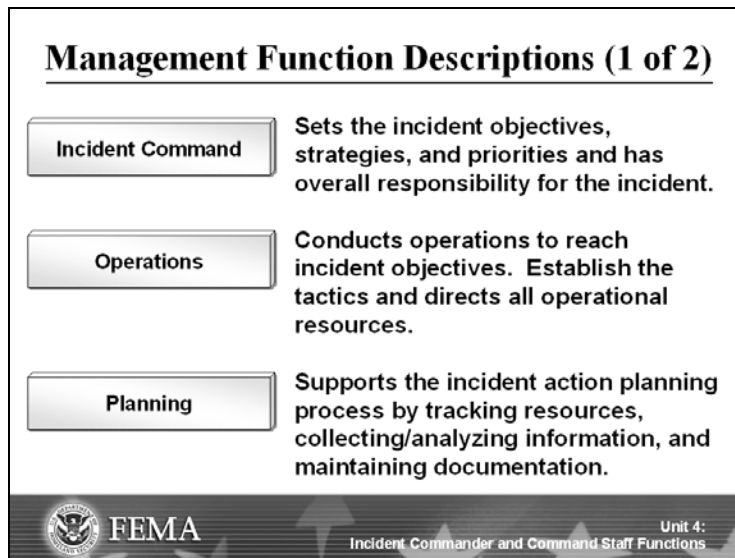 Management Function Descriptions (1 of 2)
Incident Command
Sets the incident objectives,
strategies, and priorities and has
overall responsibility for the incident.
Operations
Conducts operations to reach
incident objectives.  Establish the
tactics and directs all operational
resources.
Planning
Supports the incident action planning
process by tracking resources,
collecting/analyzing information, and
maintaining documentation.
FEMA
Unit 4:
Incident Commander and Command Staff Functions